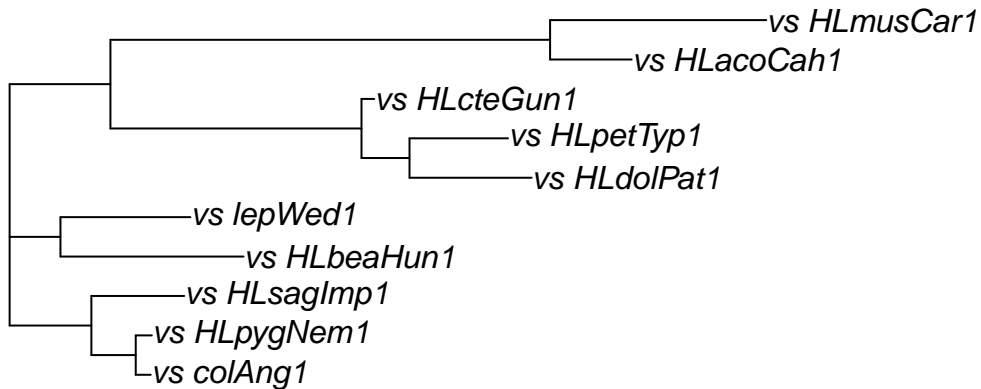 vs HLmusCar1
vs HLacoCah1
vs HLcteGun1
vs HLpetTyp1
vs HLdolPat1
vs lepWed1
vs HLbeaHun1
vs HLsagImp1
vs HLpygNem1
vs colAng1